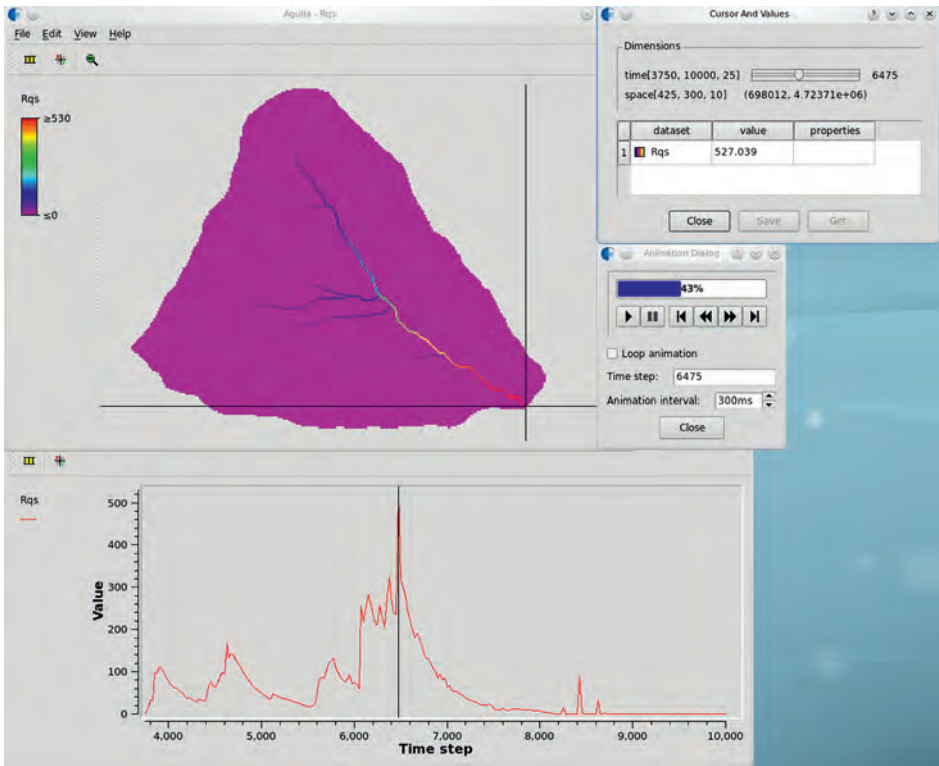 Aguila - Rqs
File Edit View Help
Rqs
≥530
≤0
Cursor And Values
Dimensions
time[3750, 10000, 25] 6475
space[425, 300, 10] (698012, 4.72371e+06)
dataset value properties
1 Rqs 527.039
Close Save Get
Animation Dialog
43%
Loop animation
Time step: 6475
Animation interval: 300ms
Close
Rqs
Value
500
400
300
200
100
0
4,000 5,000 6,000 7,000 8,000 9,000 10,000
Time step